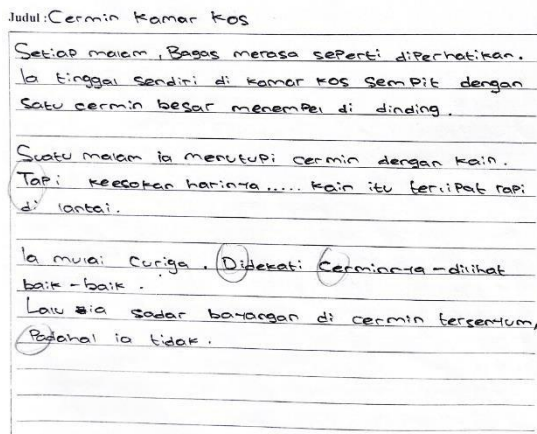 Judul : Cermin Kamar Kos
Setiap malam, Bagas merasa seperti diperhatikan.
Ia tinggal sendiri di kamar kos sempit dengan
satu cermin besar menempel di dinding.
Suatu malam ia menutupi cermin dengan kain.
Tapi keesokan harinya ..... kain itu terlipat rapi
di lantai.
Ia mulai curiga. Didekati cerminnya - dilihat
baik - baik.
Lalu ia sadar bayangan di cermin tersenyum,
Padahal ia tidak.